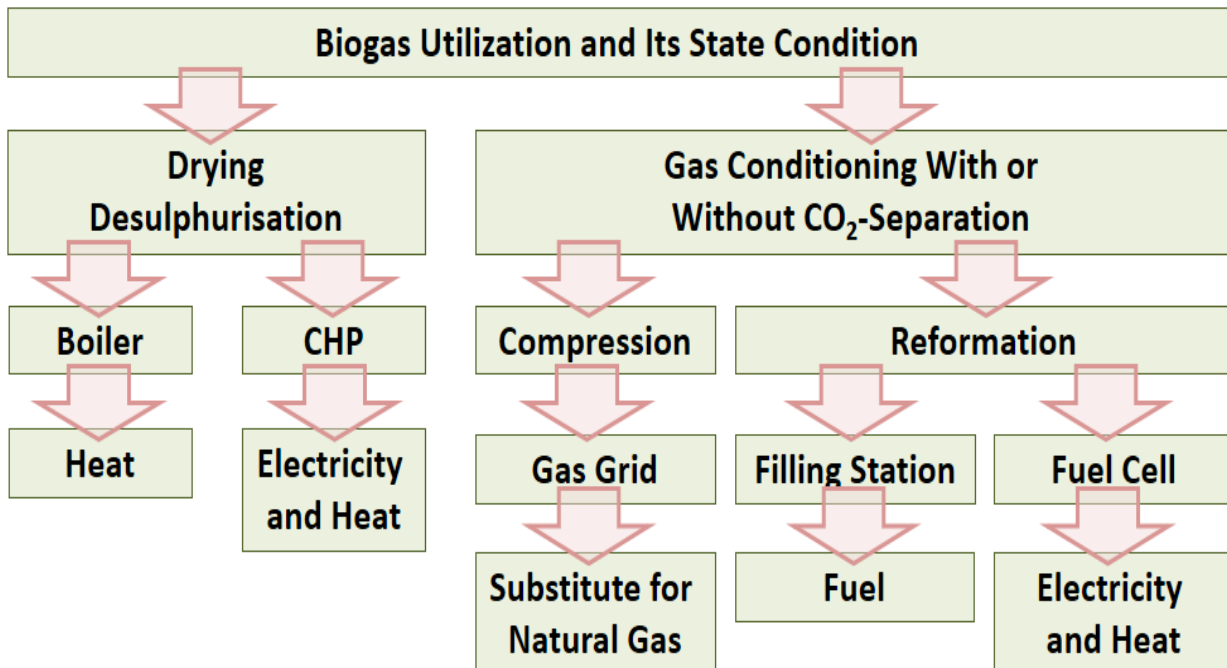 Biogas Utilization and Its State Condition
Drying
Desulphurisation
Gas Conditioning With or
Without CO₂-Separation
Boiler
CHP
Compression
Reformation
Heat
Electricity
and Heat
Gas Grid
Filling Station
Fuel Cell
Substitute for
Natural Gas
Fuel
Electricity
and Heat